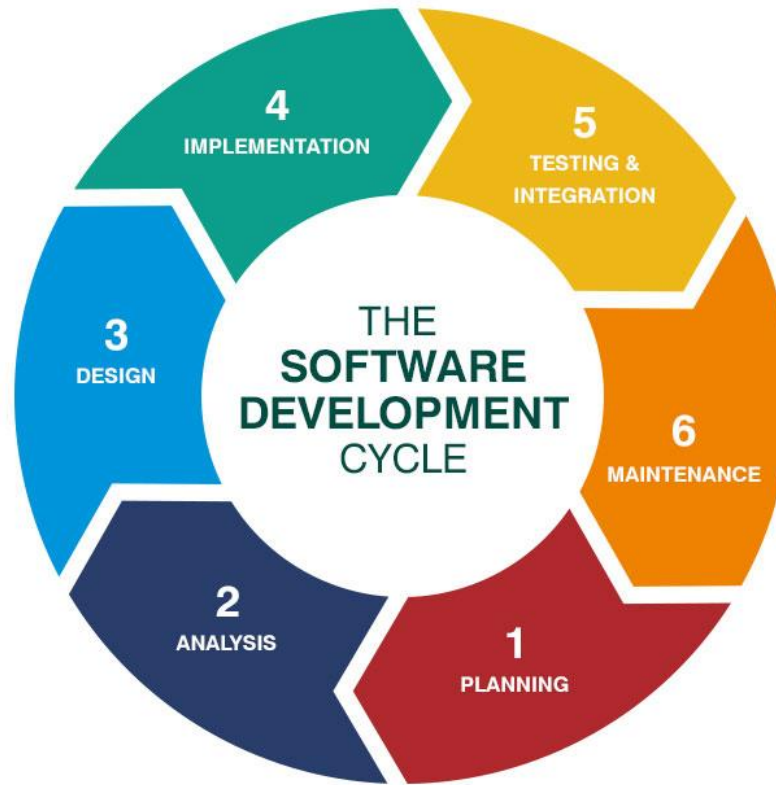 THE
SOFTWARE
DEVELOPMENT
CYCLE
1
PLANNING
2
ANALYSIS
3
DESIGN
4
IMPLEMENTATION
5
TESTING &
INTEGRATION
6
MAINTENANCE